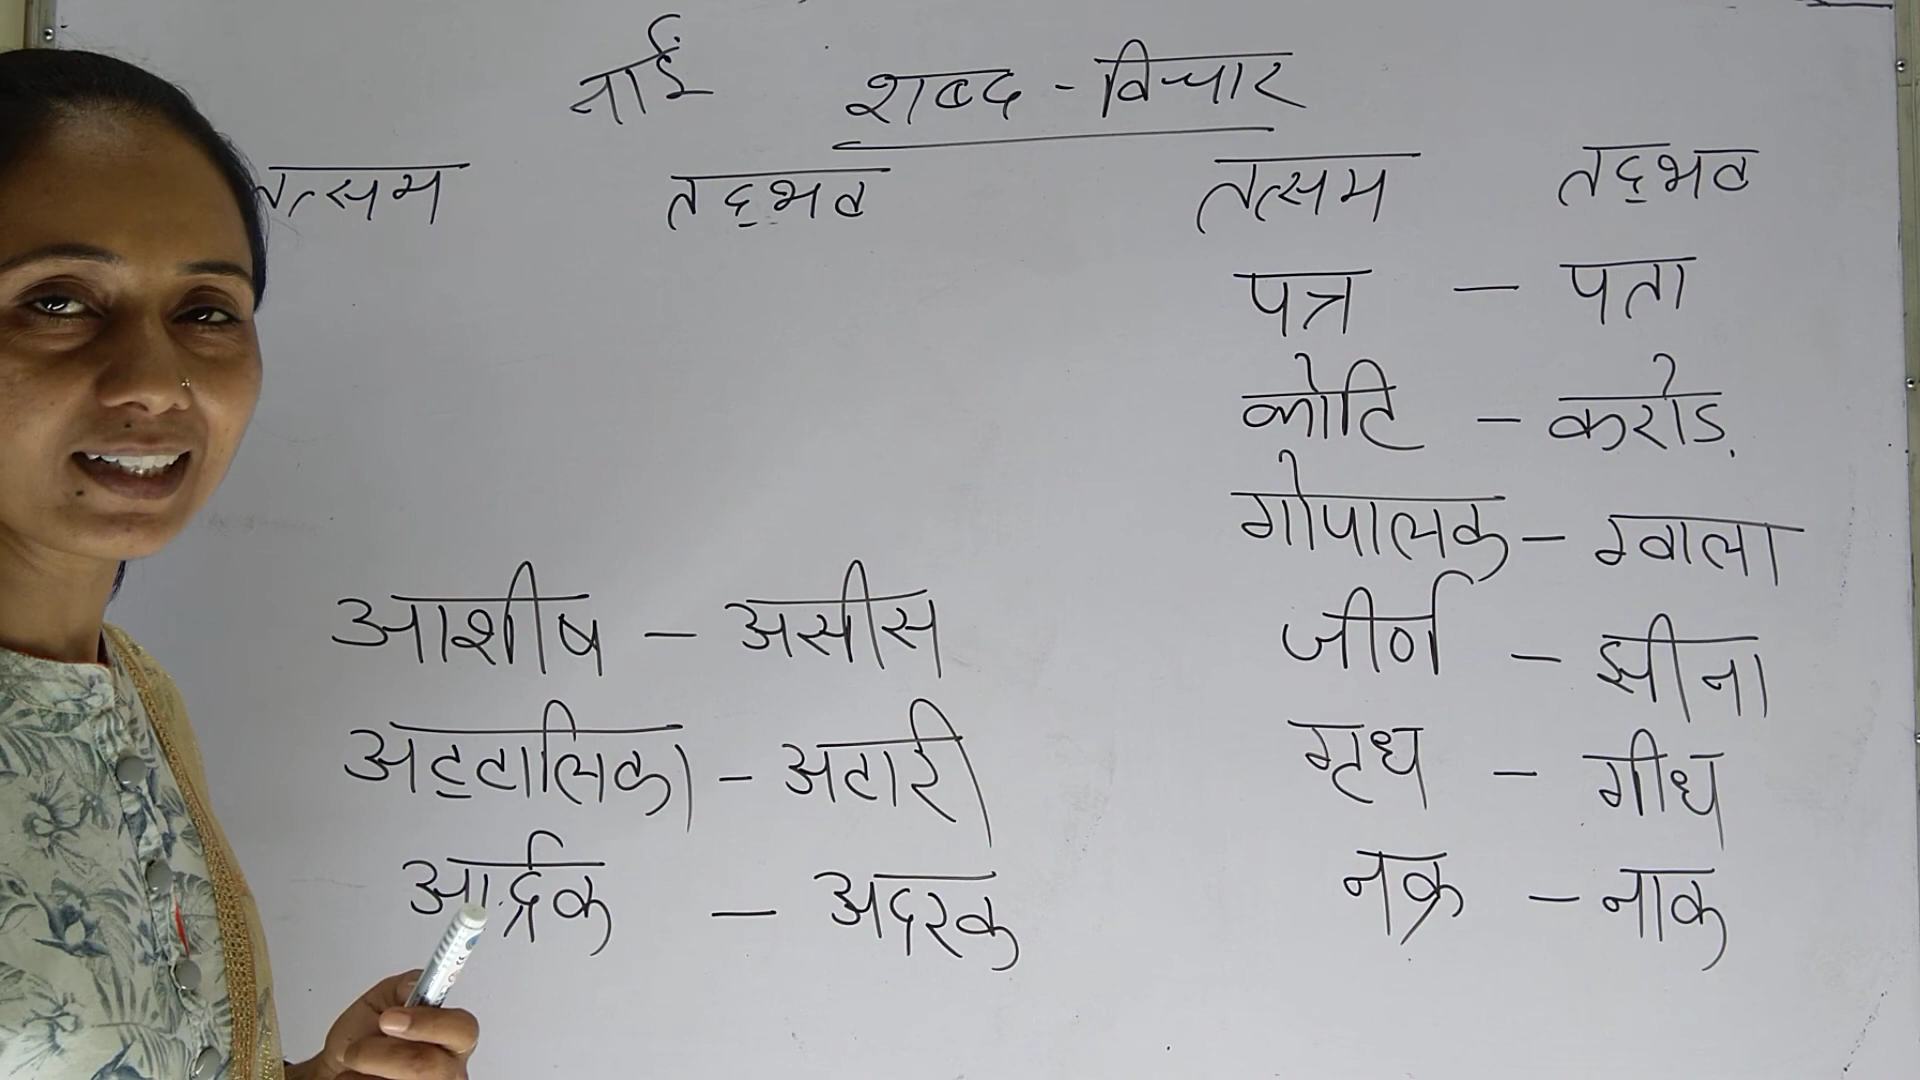 नाई शब्द - विचार
तत्सम तद्भव तत्सम तद्भव
पत्र - पता
कोटि - करोड़
गोपालक - ग्वाला
आशीष - असीस जीर्ण - झीना
अट्टालिका - अटारी गृध - गीध
आर्द्रक - अदरक नक्र - नाक